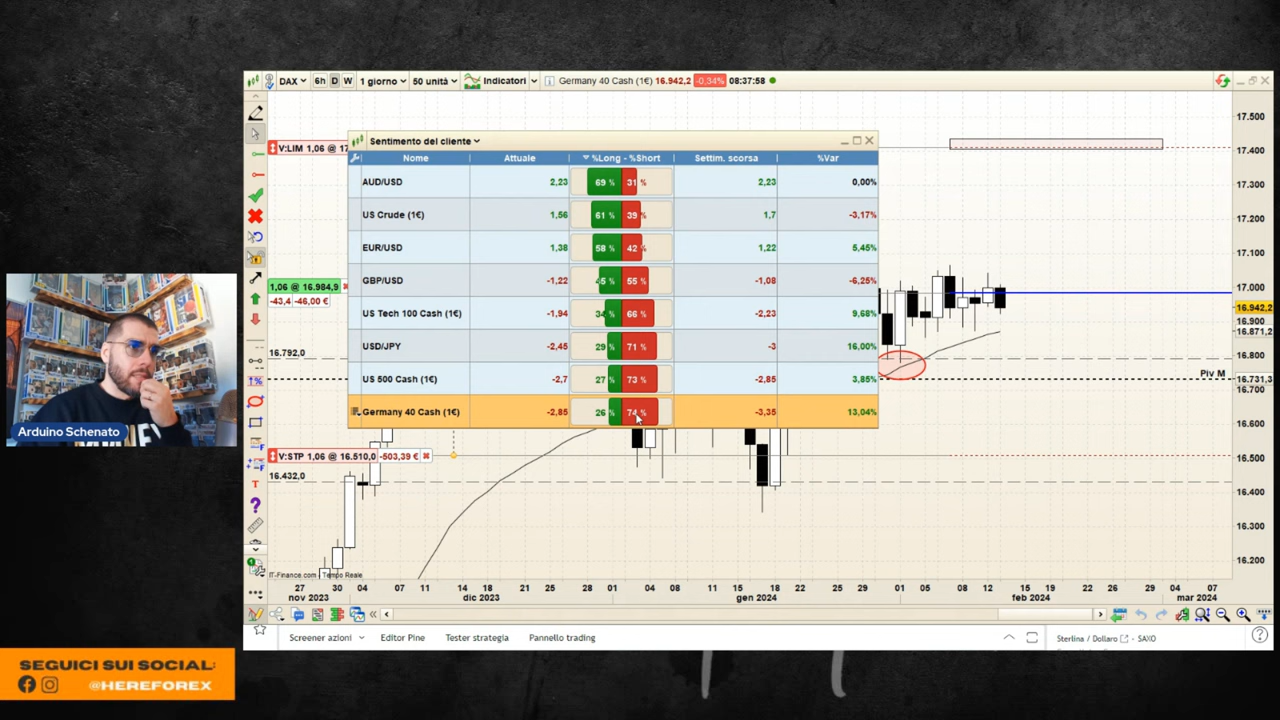 DAX 6h D W 1 giorno 50 unità Indicatori Germany 40 Cash (1€) 16.942,2 -0,34% 08:37:58
Sentimento del cliente
Nome Attuale %Long - %Short Settim. scorsa %Var
AUD/USD 2,23 69 % 31 % 2,23 0,00%
US Crude (1€) 1,56 61 % 39 % 1,7 -3,17%
EUR/USD 1,38 58 % 42 % 1,22 5,45%
GBP/USD -1,22 45 % 55 % -1,08 -6,25%
US Tech 100 Cash (1€) -1,94 34 % 66 % -2,23 9,68%
USD/JPY -2,45 29 % 71 % -3 16,00%
US 500 Cash (1€) -2,7 27 % 73 % -2,85 3,85%
Germany 40 Cash (1€) -2,85 26 % 74 % -3,35 13,04%
V:LIM 1,06 @ 17
1,06 @ 16.984,9
-43,4 -46,00 €
16.792,0
V:STP 1,06 @ 16.510,0 -503,39 €
16.432,0
17.500
17.400
17.300
17.200
17.100
17.000
16.942,2
16.900
16.871,2
16.800
Piv M 16.731,3
16.700
16.600
16.500
16.400
16.300
16.200
IT-Finance.com Tempo Reale
27 30 04 07 11 14 18 21 25 28 01 04 08 11 15 18 22 25 29 01 05 08 12 15 19 22 26 29 04 07
nov 2023 dic 2023 gen 2024 feb 2024 mar 2024
Screener azioni Editor Pine Tester strategia Pannello trading Sterlina / Dollaro - SAXO
Arduino Schenato
SEGUICI SUI SOCIAL:
@HEREFOREX